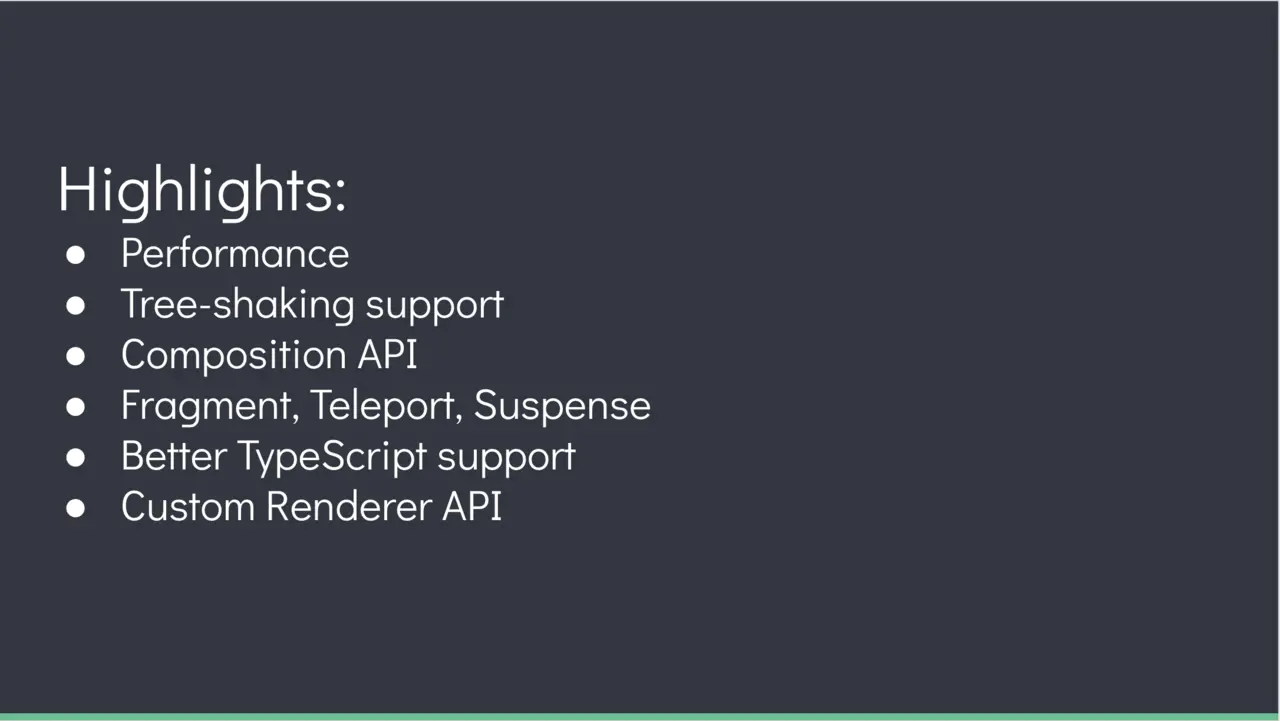 Highlights:
● Performance
● Tree-shaking support
● Composition API
● Fragment, Teleport, Suspense
● Better TypeScript support
● Custom Renderer API